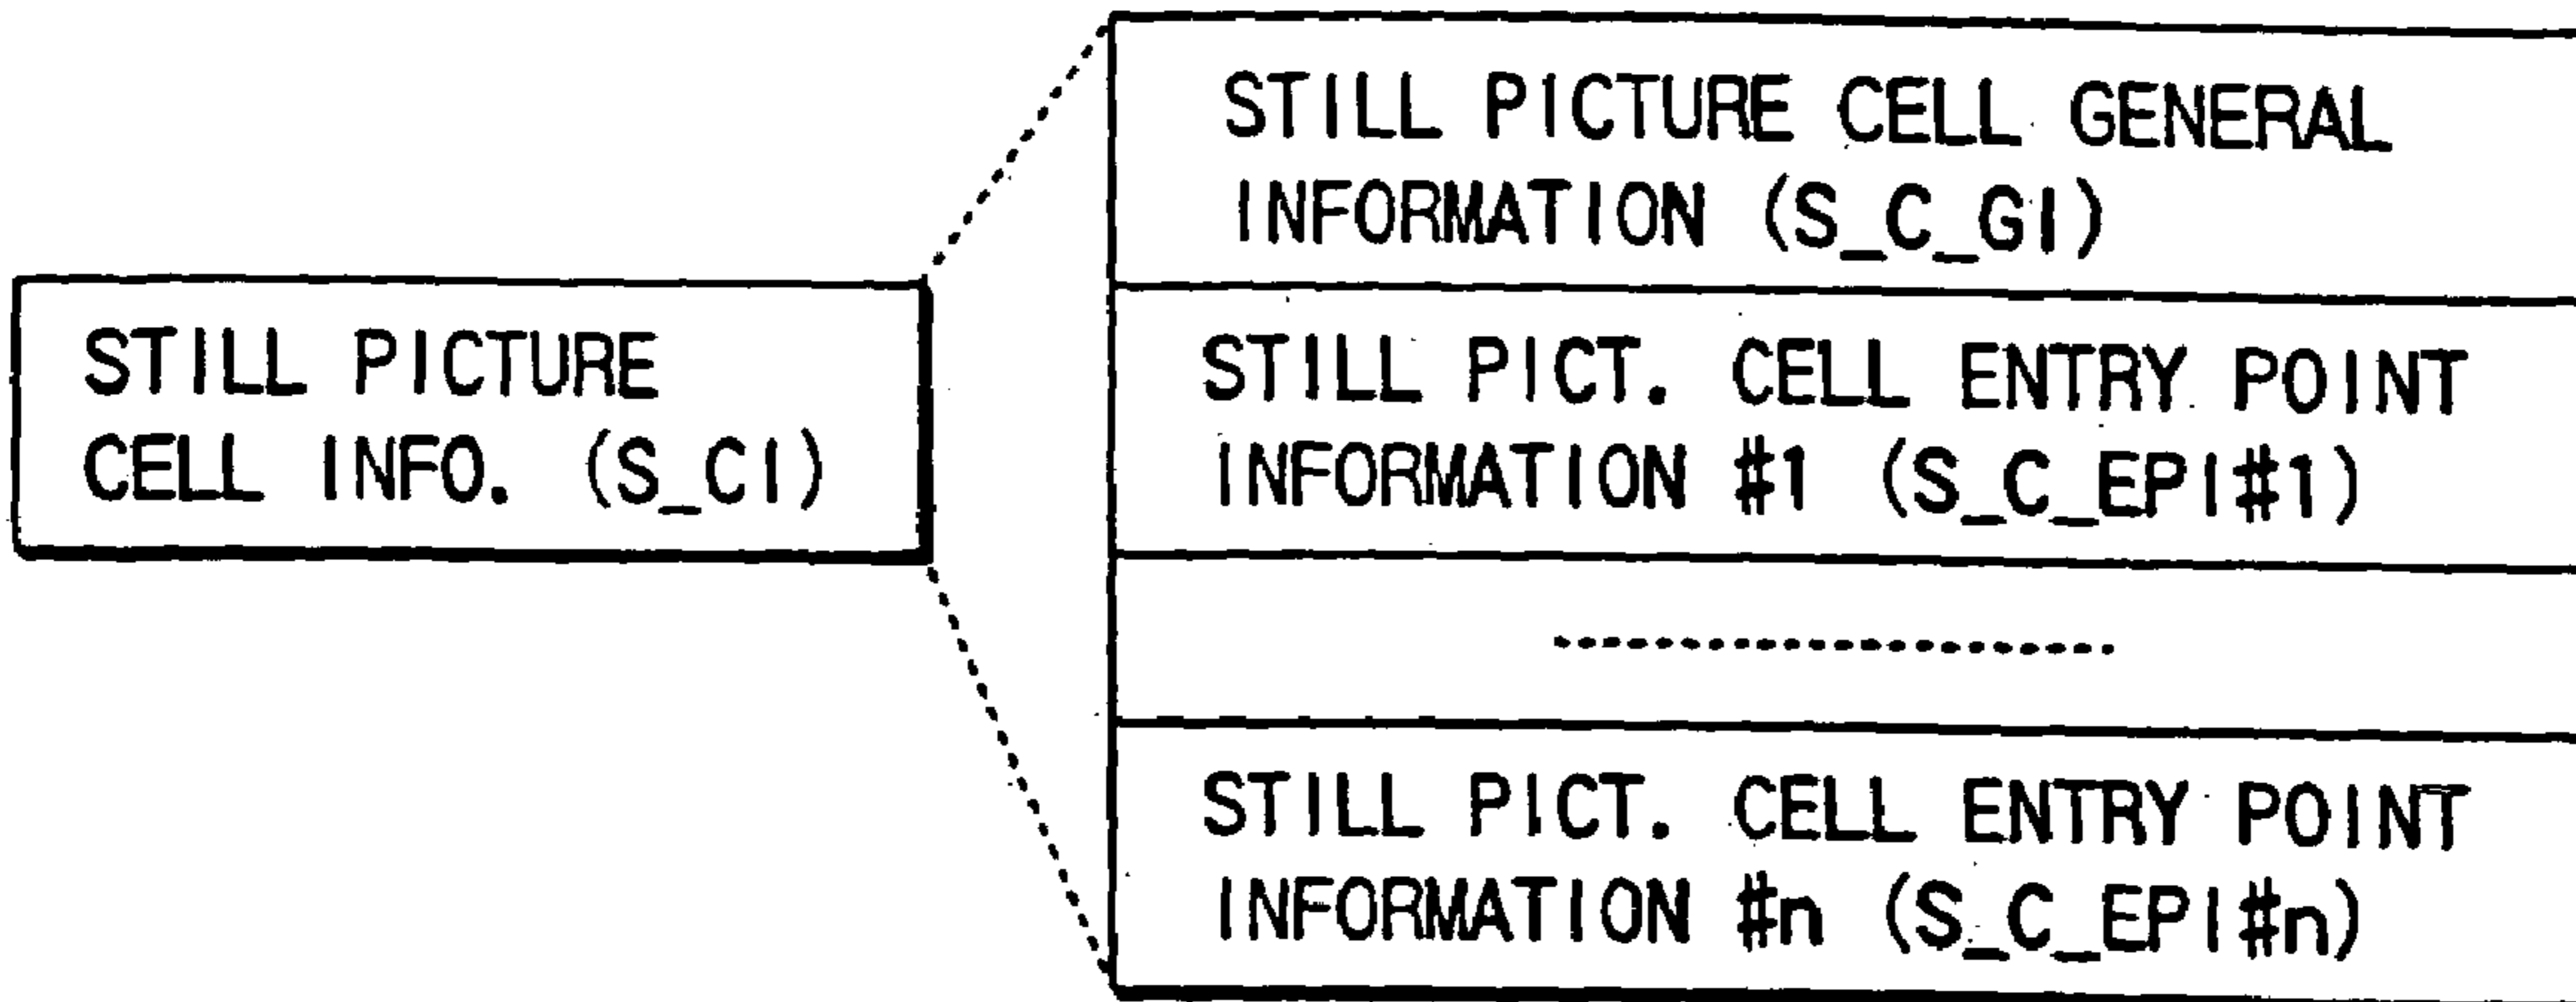 STILL PICTURE
CELL INFO. (S_CI)
STILL PICTURE CELL GENERAL
INFORMATION (S_C_GI)
STILL PICT. CELL ENTRY POINT
INFORMATION #1 (S_C_EPI#1)
.....................
STILL PICT. CELL ENTRY POINT
INFORMATION #n (S_C_EPI#n)